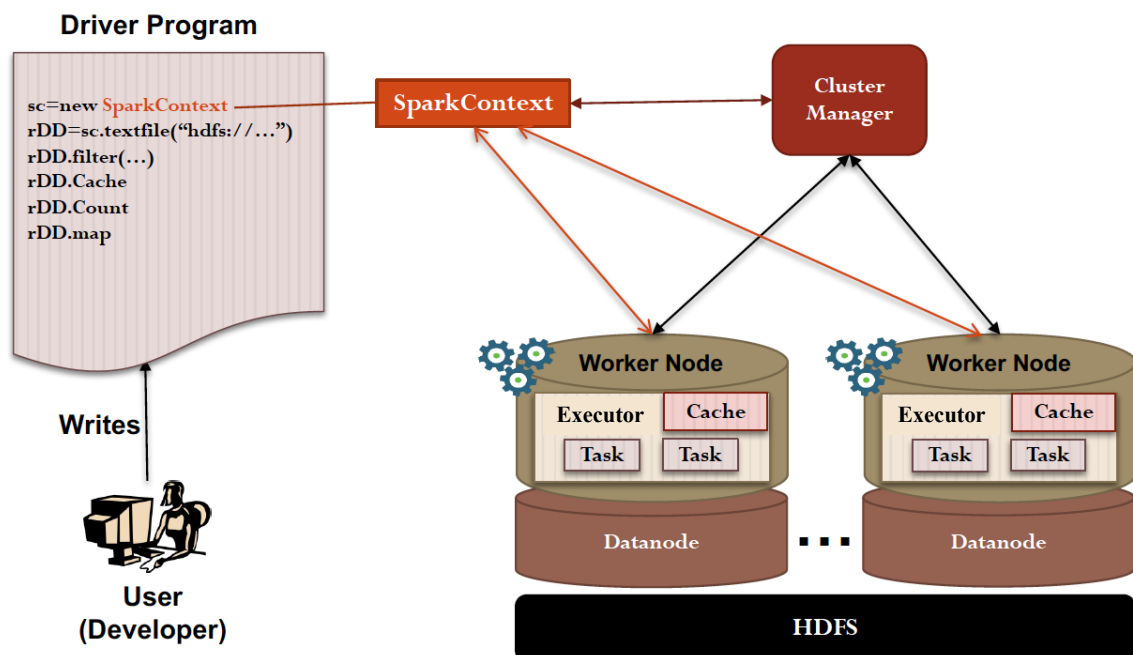 Driver Program
sc=new SparkContext
rDD=sc.textfile(“hdfs://…”)
rDD.filter(…)
rDD.Cache
rDD.Count
rDD.map
SparkContext
Cluster
Manager
Writes
User
(Developer)
Worker Node
Executor
Cache
Task
Task
Datanode
...
Worker Node
Executor
Cache
Task
Task
Datanode
HDFS